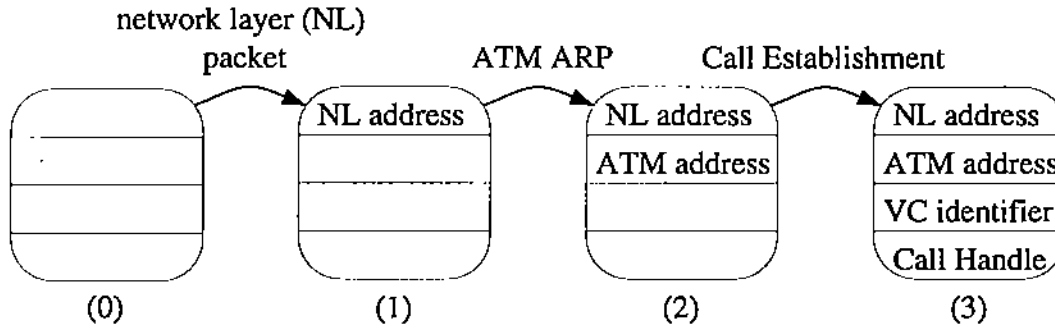 network layer (NL)
packet
ATM ARP
Call Establishment
NL address
NL address
NL address
ATM address
ATM address
VC identifier
Call Handle
(0)
(1)
(2)
(3)